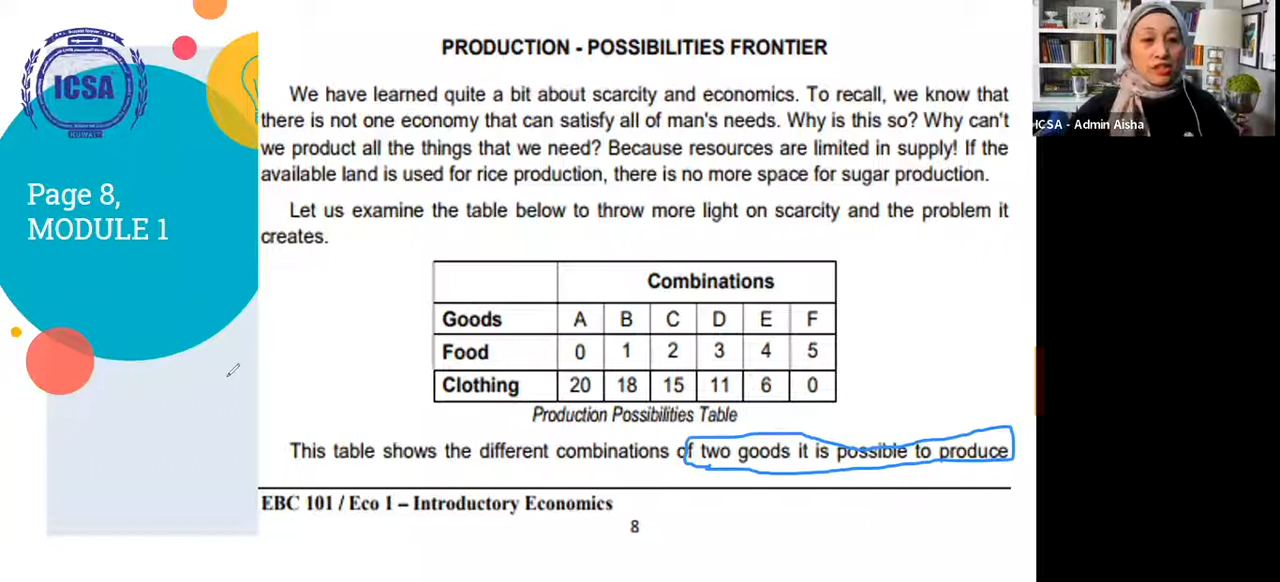 ICSA
KUWAIT
Page 8,
MODULE 1
PRODUCTION - POSSIBILITIES FRONTIER
We have learned quite a bit about scarcity and economics. To recall, we know that
there is not one economy that can satisfy all of man's needs. Why is this so? Why can't
we product all the things that we need? Because resources are limited in supply! If the
available land is used for rice production, there is no more space for sugar production.
Let us examine the table below to throw more light on scarcity and the problem it
creates.
Combinations
Goods A B C D E F
Food 0 1 2 3 4 5
Clothing 20 18 15 11 6 0
Production Possibilities Table
This table shows the different combinations of two goods it is possible to produce
EBC 101 / Eco 1 – Introductory Economics
8
ICSA - Admin Aisha